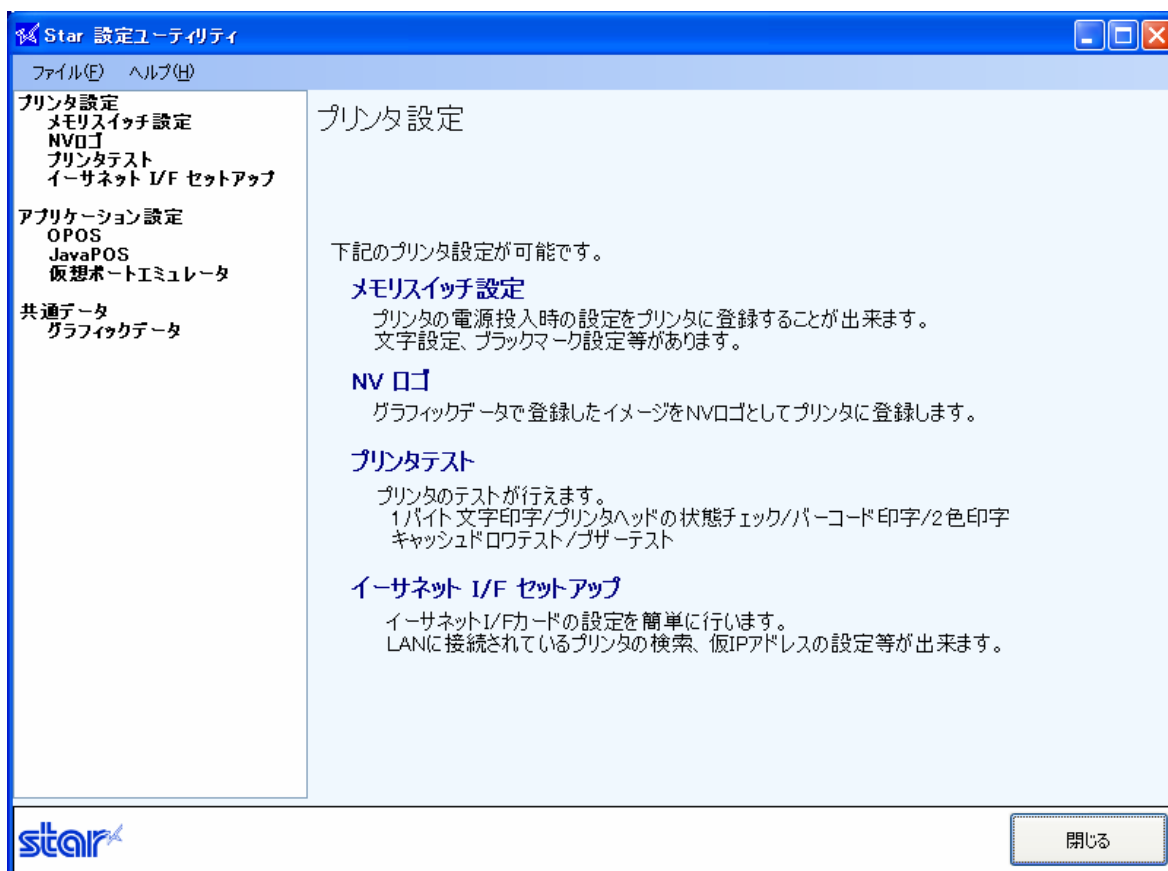 Star 設定ユーティリティ
ファイル(F) ヘルプ(H)
プリンタ設定
メモリスイッチ設定
NVロゴ
プリンタテスト
イーサネット I/F セットアップ
アプリケーション設定
OPOS
JavaPOS
仮想ポートエミュレータ
共通データ
グラフィックデータ
プリンタ設定
下記のプリンタ設定が可能です。
メモリスイッチ設定
プリンタの電源投入時の設定をプリンタに登録することが出来ます。
文字設定、ブラックマーク設定等があります。
NV ロゴ
グラフィックデータで登録したイメージをNVロゴとしてプリンタに登録します。
プリンタテスト
プリンタのテストが行えます。
1バイト文字印字/プリンタヘッドの状態チェック/バーコード印字/2色印字
キャッシュドロワテスト/ブザーテスト
イーサネット I/F セットアップ
イーサネットI/Fカードの設定を簡単に行います。
LANに接続されているプリンタの検索、仮IPアドレスの設定等が出来ます。
star
閉じる